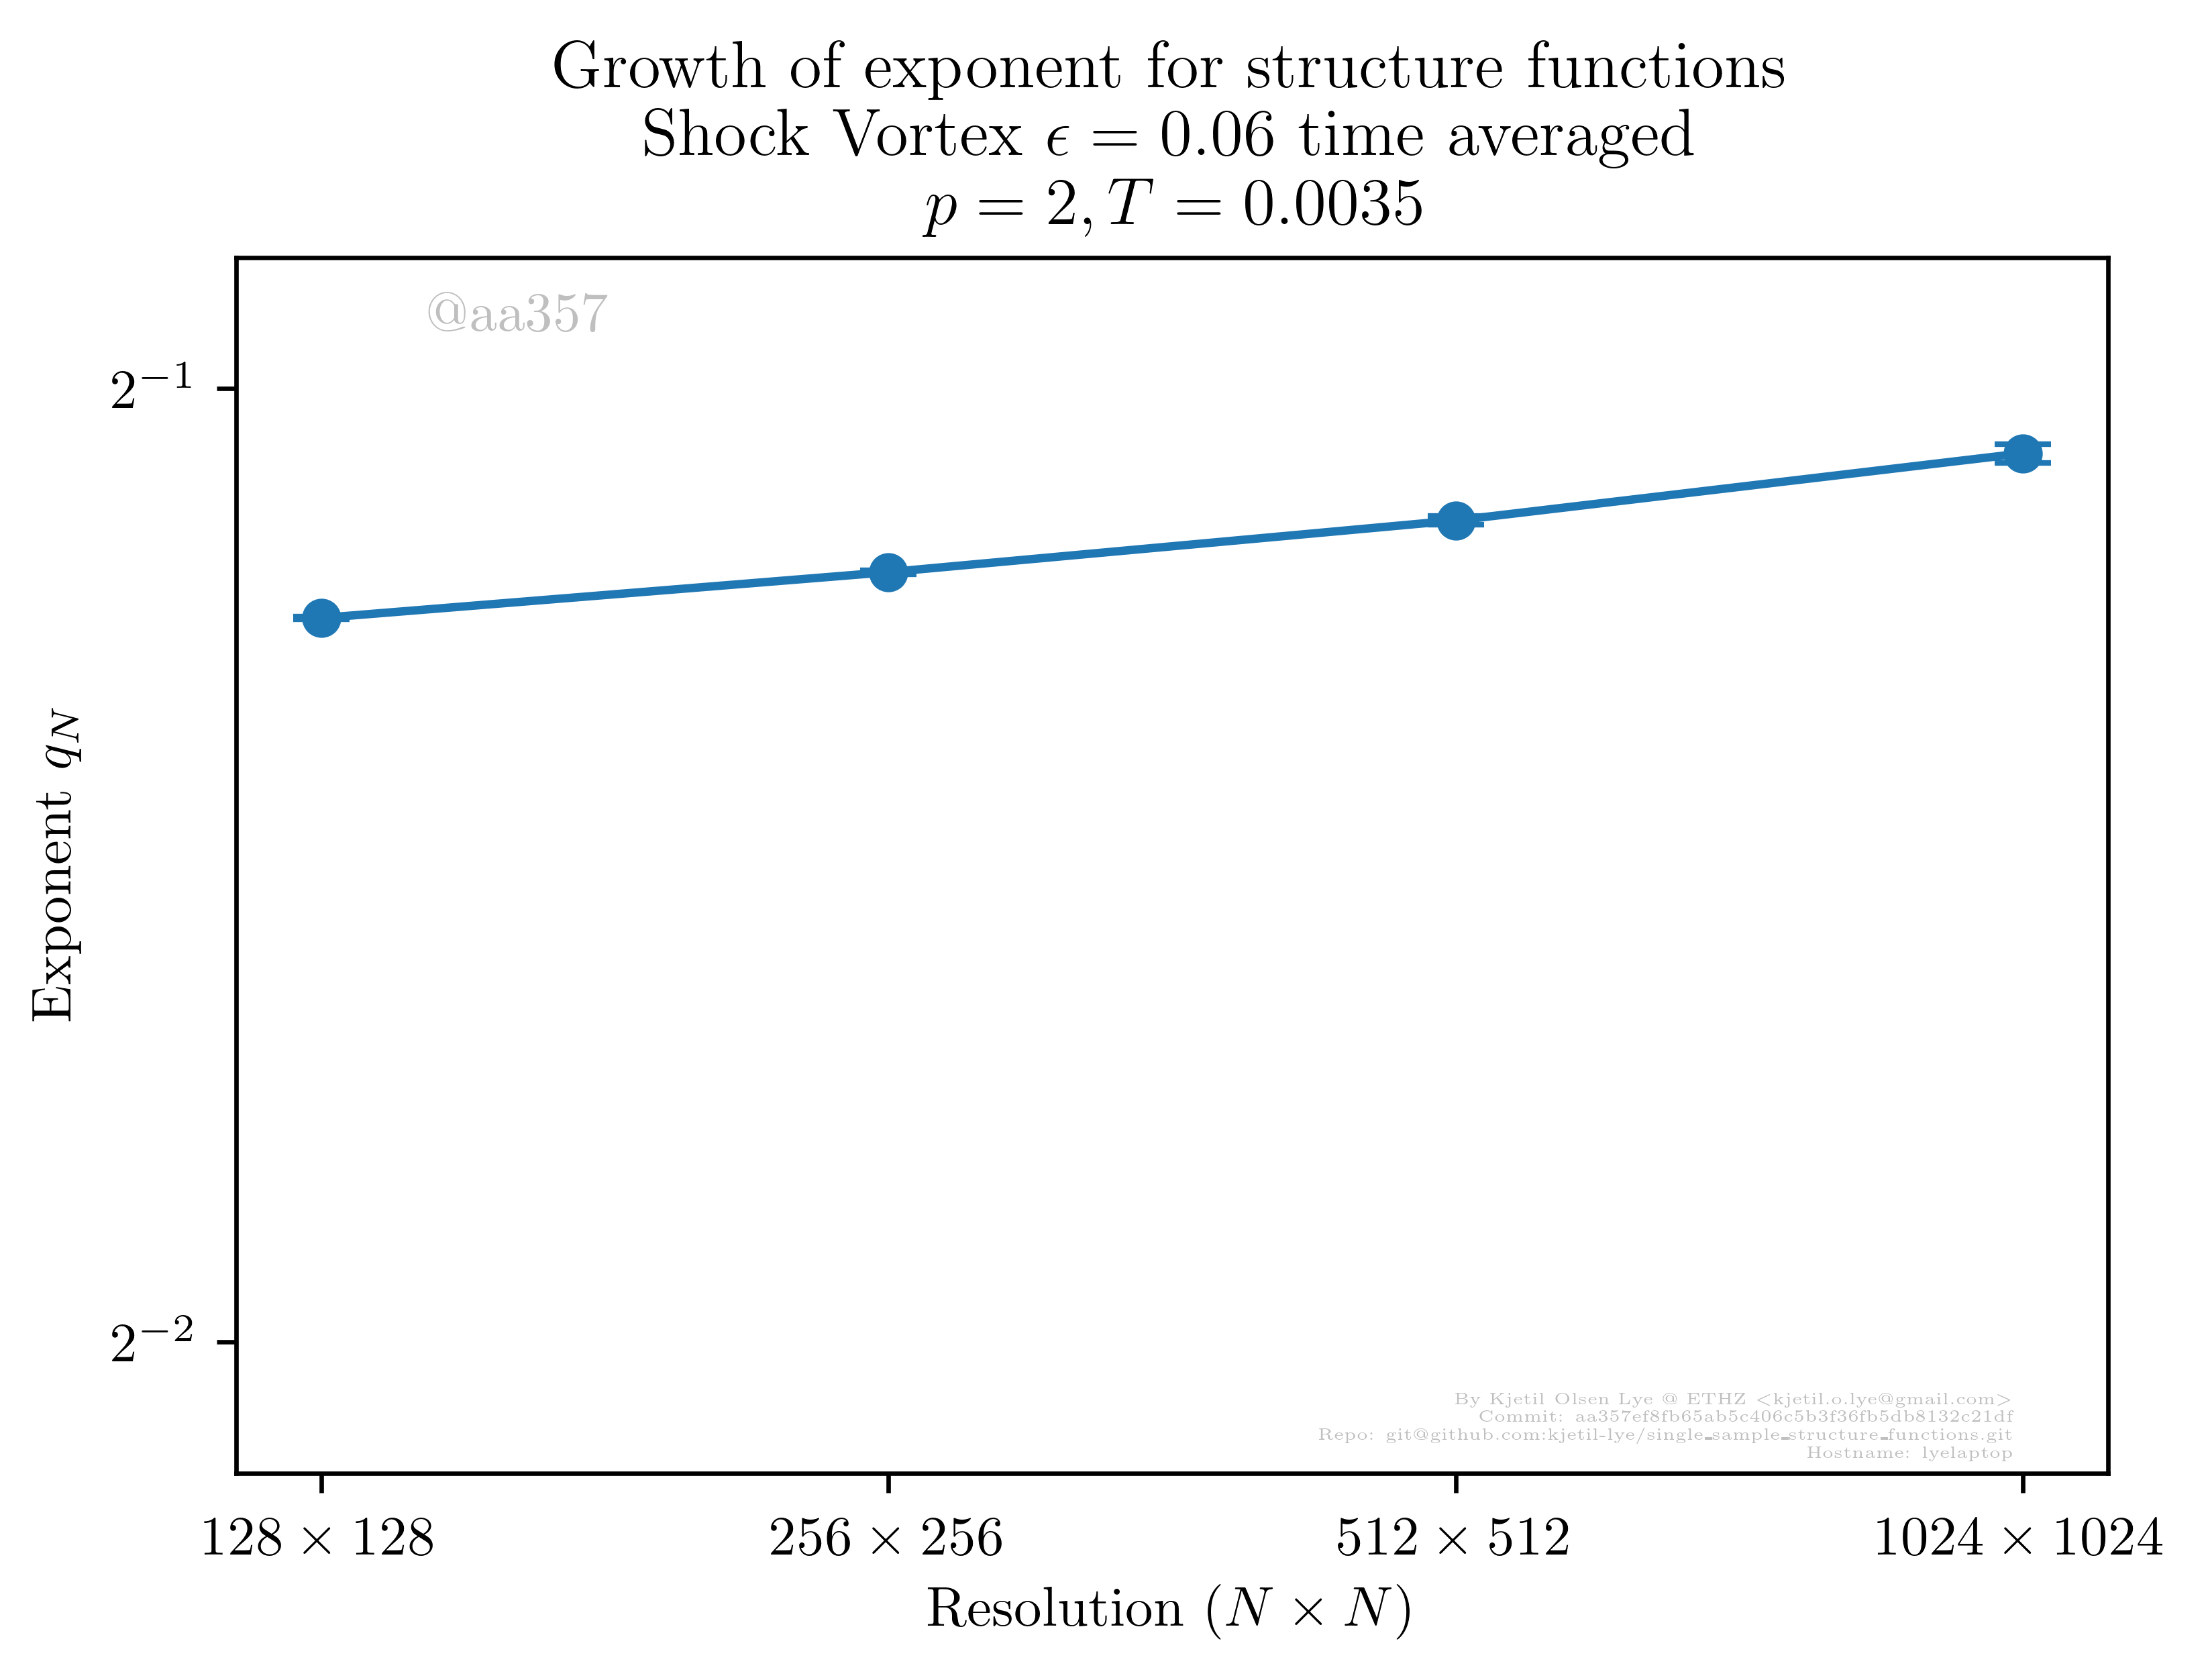 Growth of exponent for structure functions
Shock Vortex ϵ = 0.06 time averaged
p = 2, T = 0.0035
@aa357
2⁻¹
Exponent q_N
2⁻²
By Kjetil Olsen Lye @ ETHZ <kjetil.o.lye@gmail.com>
Commit: aa357ef8fb65ab5c406c5b3f36fb5db8132c21df
Repo: git@github.com:kjetil-lye/single_sample_structure_functions.git
Hostname: lyelaptop
128 × 128 256 × 256 512 × 512 1024 × 1024
Resolution (N × N)